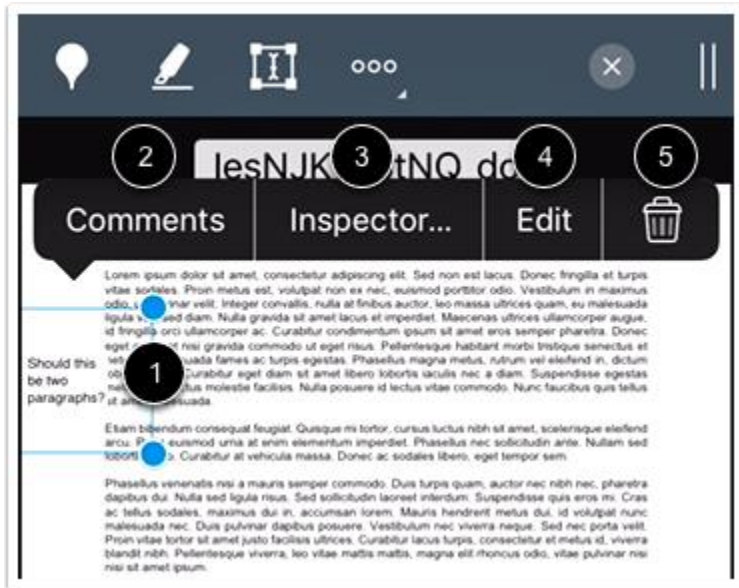 2
3
4
5
Comments
Inspector...
Edit
Lorem ipsum dolor sit amet, consectetur adipiscing elit. Sed non est lacus. Donec fringilla et turpis
vitae sodales. Proin metus est, volutpat non ex nec, euismod porttitor odio. Vestibulum in maximus
odio, velit. Integer convallis, nulla at finibus auctor, leo massa ultrices quam, eu malesuada
ligula sed diam. Nulla gravida sit amet lacus et imperdiet. Maecenas ultrices ullamcorper augue,
id fringilla orci ullamcorper ac. Curabitur condimentum ipsum sit amet eros semper pharetra. Donec
eget nisi gravida commodo ut eget risus. Pellentesque habitant morbi tristique senectus et
fames ac turpis egestas. Phasellus magna metus, rutrum vel eleifend in, dictum
Curabitur eget diam sit amet libero lobortis iaculis nec a diam. Suspendisse egestas
molestie facilisis. Nulla posuere id lectus vitae commodo. Nunc faucibus quis tellus
Should this
be two
paragraphs?
1
Etiam bibendum consequat feugiat. Quisque mi tortor, cursus luctus nibh sit amet, scelerisque eleifend
arcu. euismod urna at enim elementum imperdiet. Phasellus nec sollicitudin ante. Nullam sed
Curabitur at vehicula massa. Donec ac sodales libero, eget tempor sem.
Phasellus venenatis nisi a mauris semper commodo. Duis turpis quam, auctor nec nibh nec, pharetra
dapibus dui. Nulla sed ligula risus. Sed sollicitudin laoreet interdum. Suspendisse quis eros mi. Cras
ac tellus sodales, maximus dui in, accumsan lorem. Mauris hendrerit metus dui, id volutpat nunc
malesuada nec. Duis pulvinar dapibus posuere. Vestibulum nec viverra neque. Sed nec porta velit.
Proin vitae tortor sit amet justo facilisis ultrices. Curabitur lacus turpis, consectetur et metus id, viverra
blandit nibh. Pellentesque viverra, leo vitae mattis mattis, magna elit rhoncus odio, vitae pulvinar nisi
nisi sit amet ipsum.